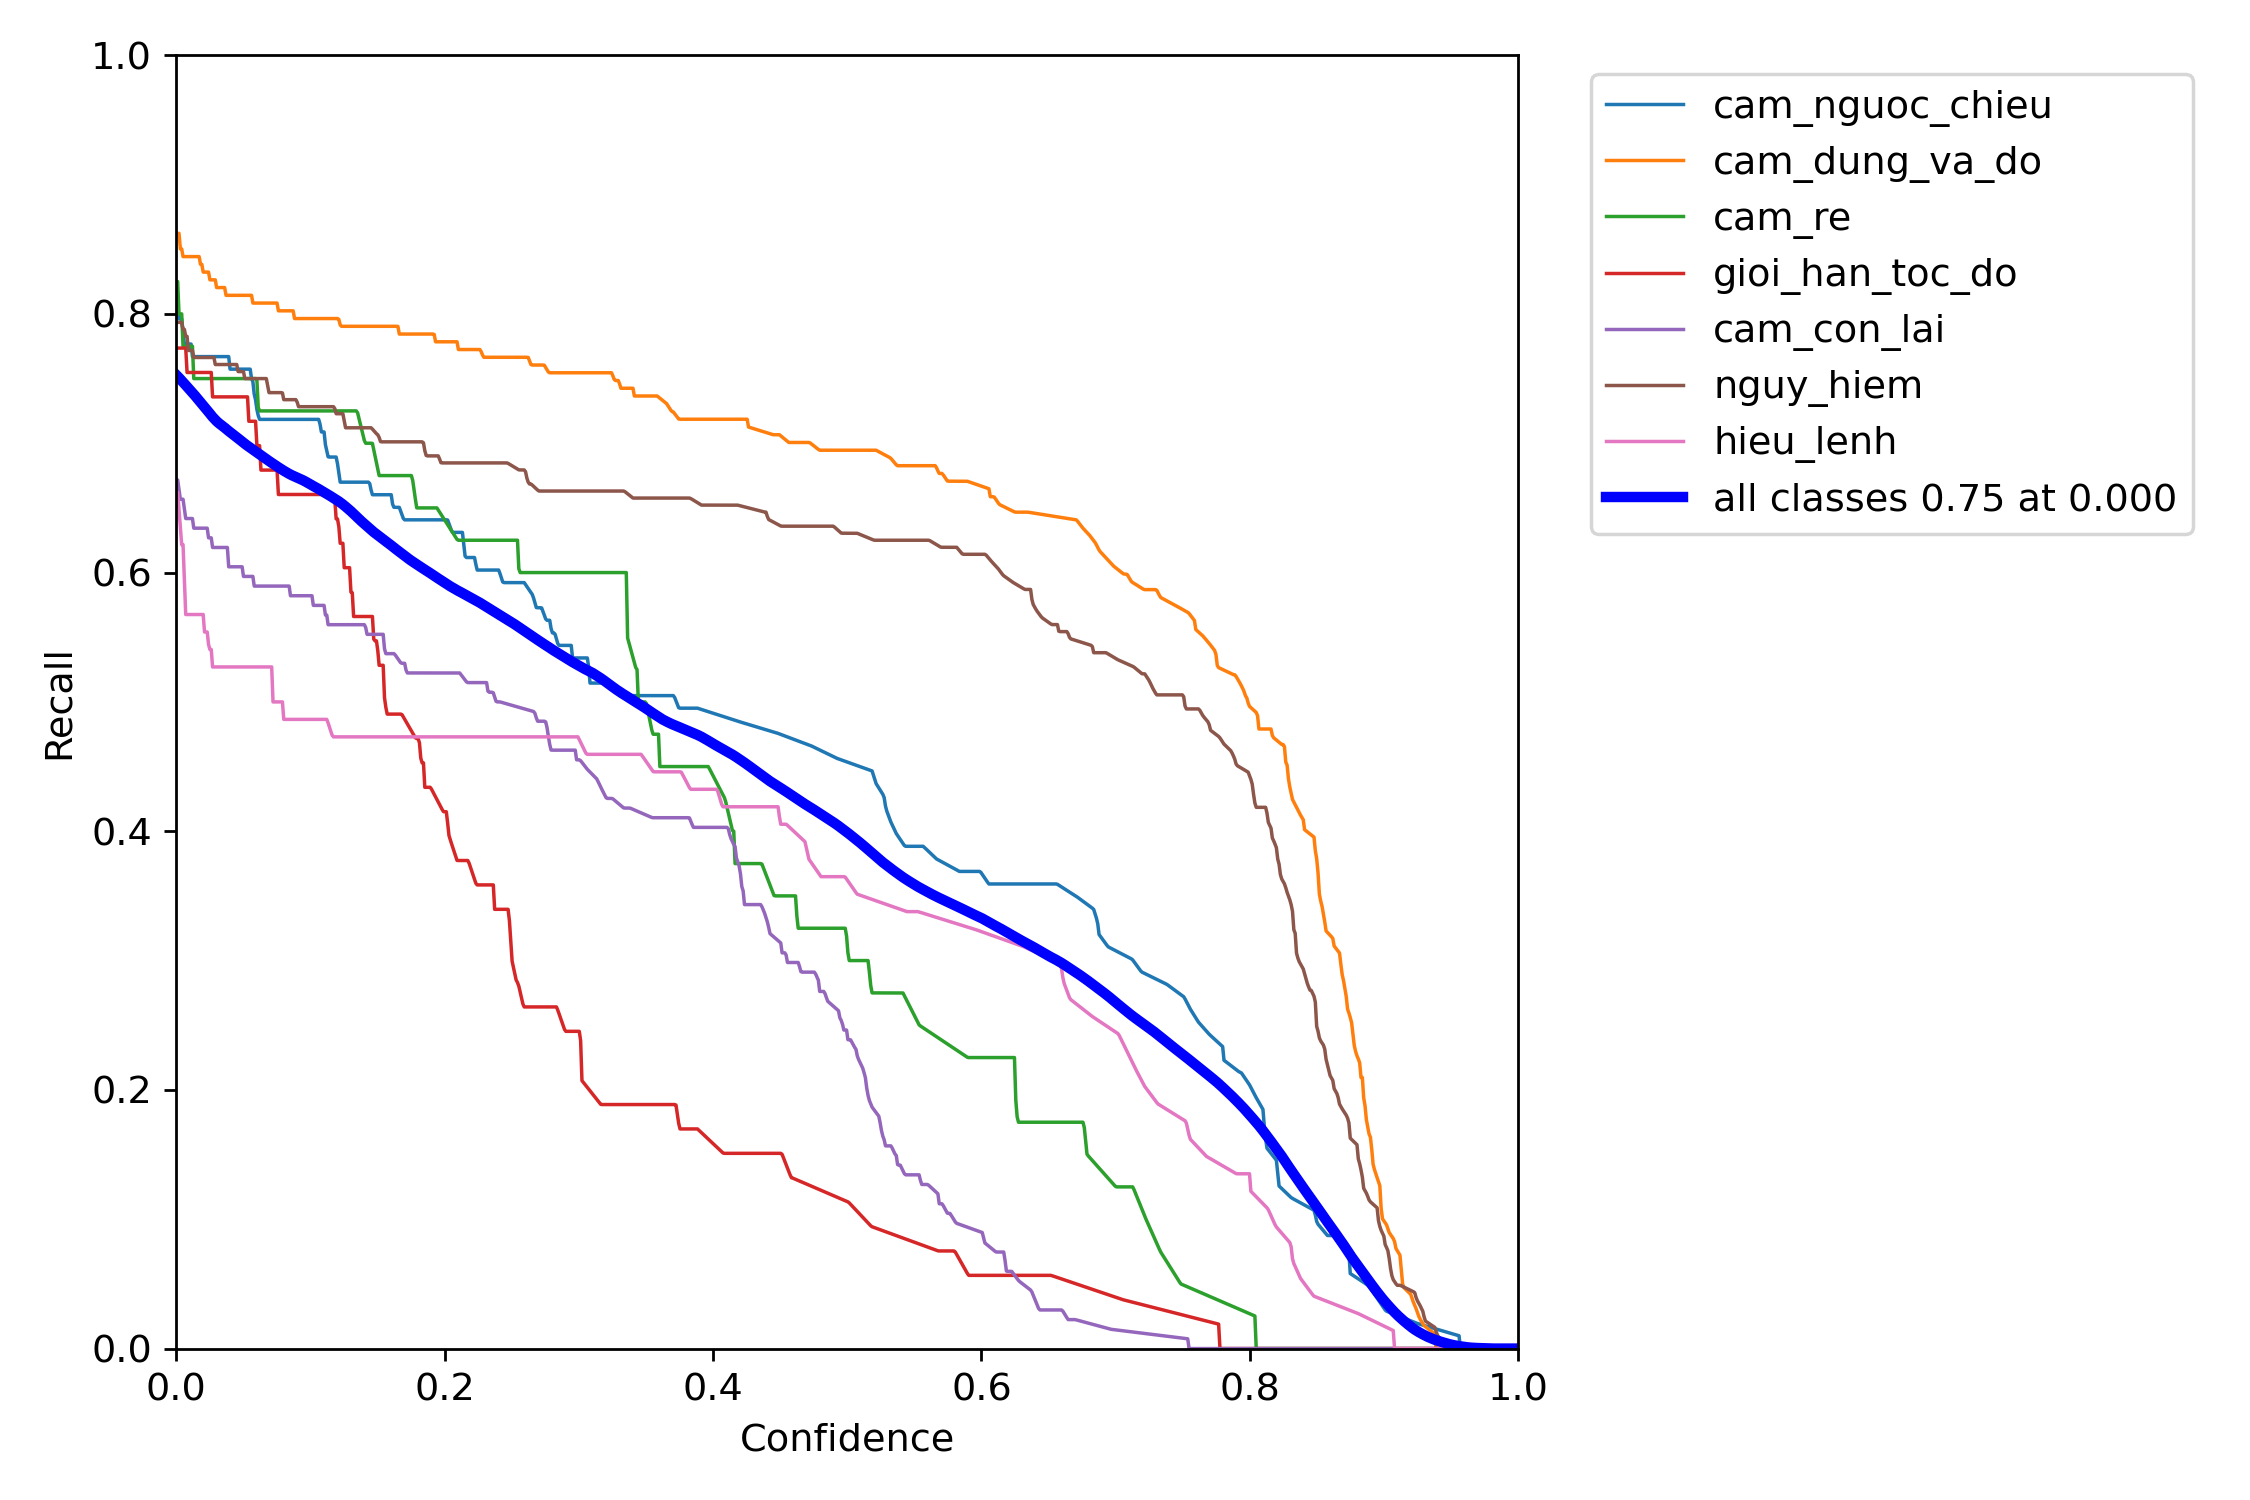 1.0
0.8
0.6
0.4
0.2
0.0
Recall
0.0 0.2 0.4 0.6 0.8 1.0
Confidence
cam_nguoc_chieu
cam_dung_va_do
cam_re
gioi_han_toc_do
cam_con_lai
nguy_hiem
hieu_lenh
all classes 0.75 at 0.000